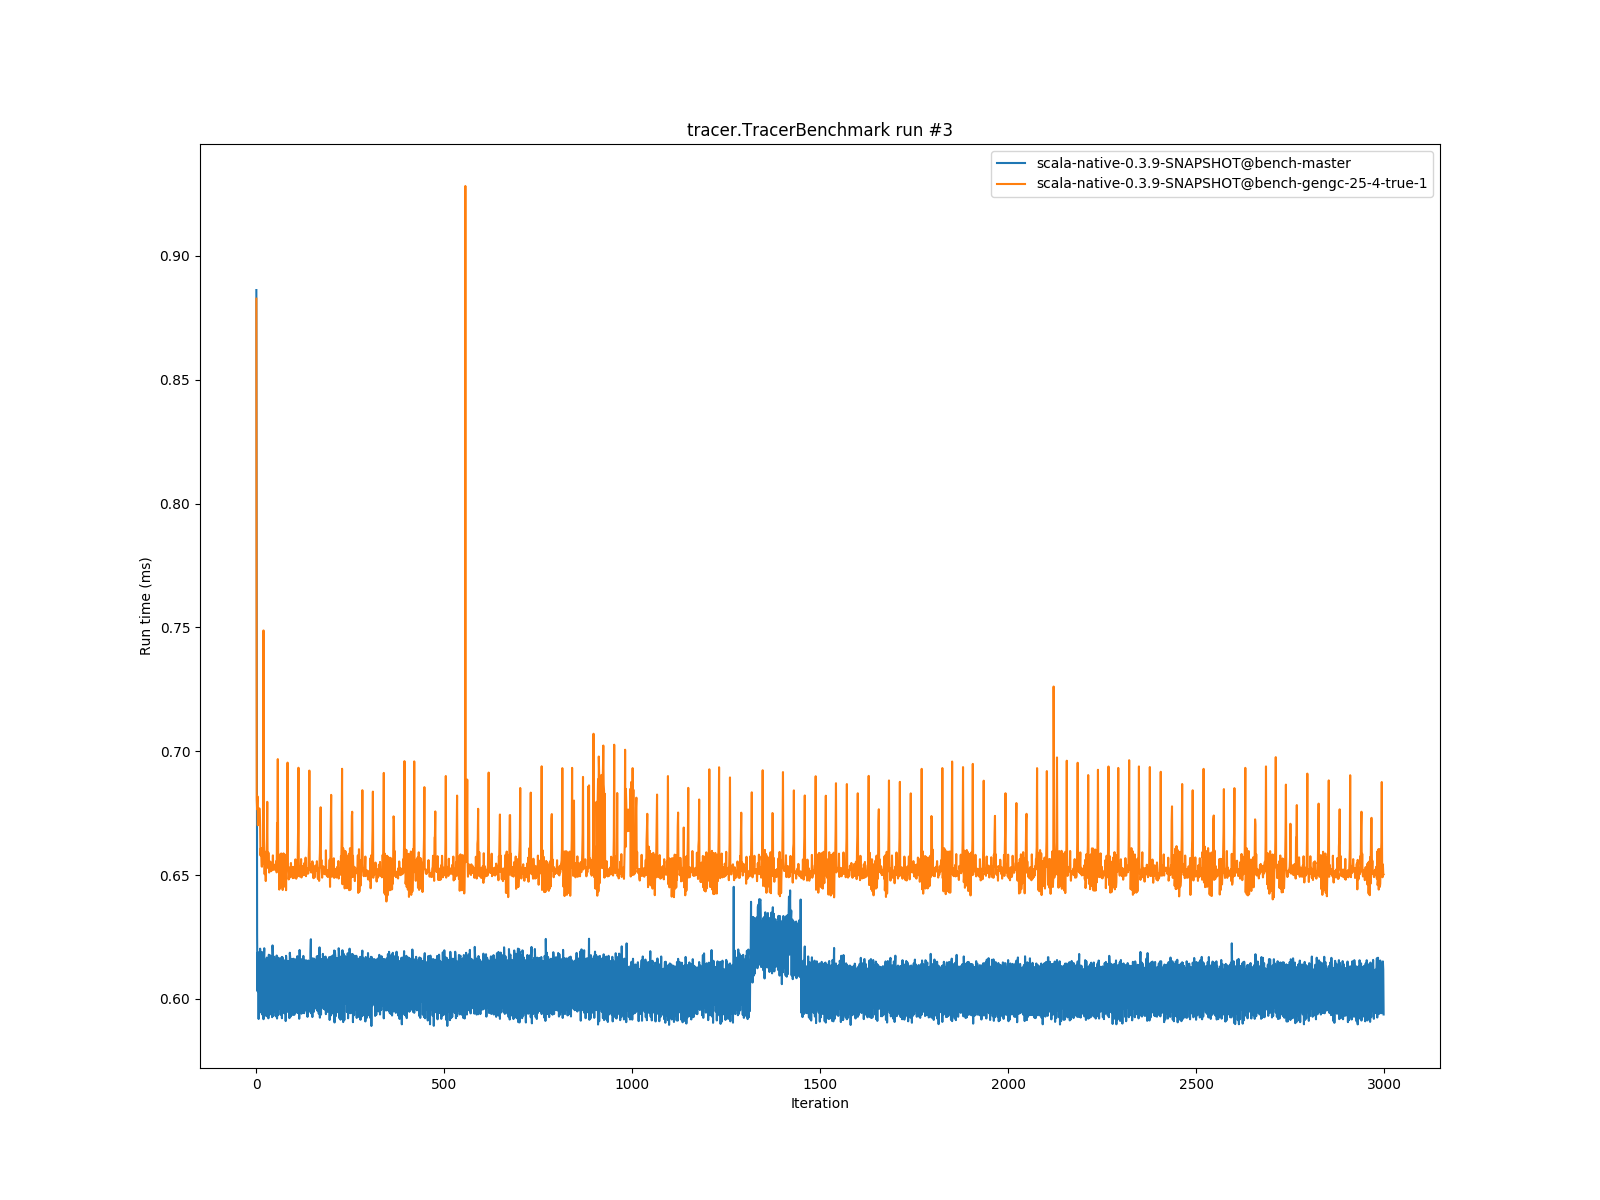 tracer.TracerBenchmark run #3
scala-native-0.3.9-SNAPSHOT@bench-master
scala-native-0.3.9-SNAPSHOT@bench-gengc-25-4-true-1
0.90
0.85
0.80
0.75
0.70
0.65
0.60
Run time (ms)
0 500 1000 1500 2000 2500 3000
Iteration